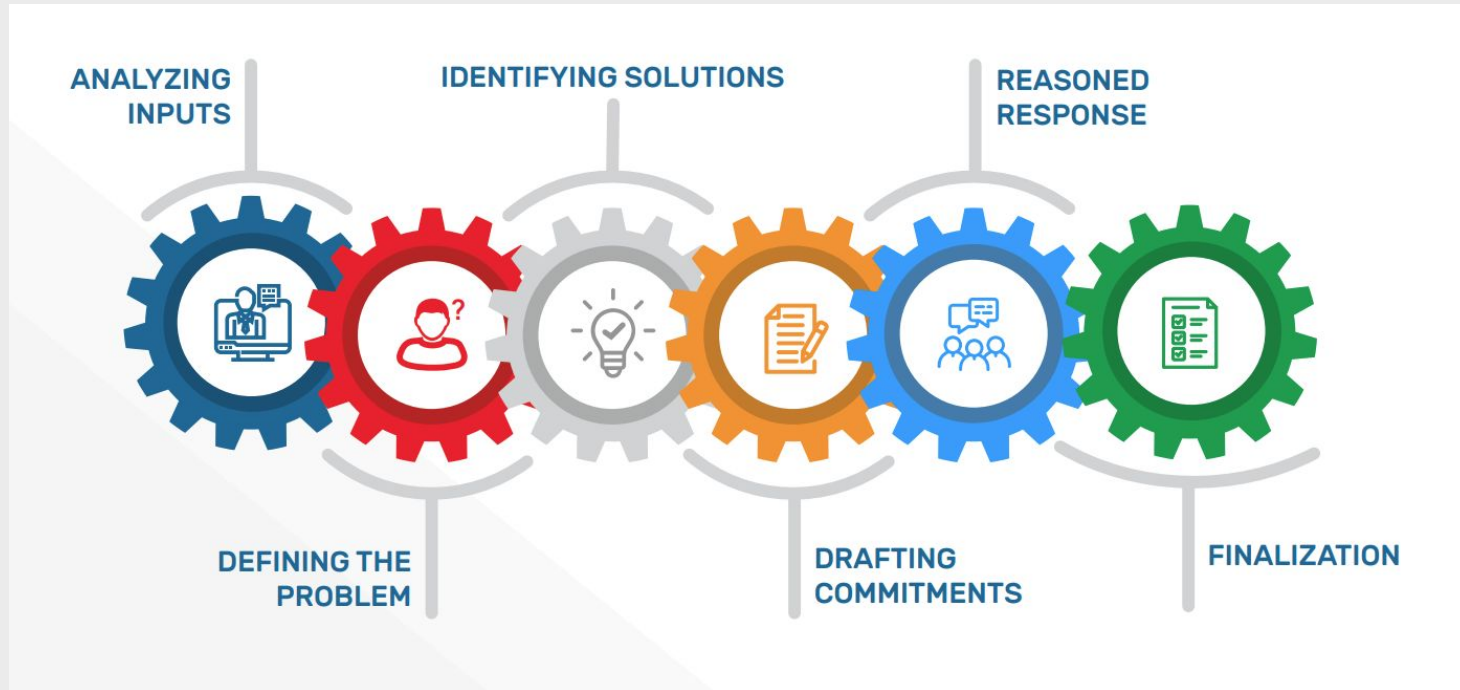 ANALYZING
INPUTS
IDENTIFYING SOLUTIONS
REASONED
RESPONSE
DEFINING THE
PROBLEM
DRAFTING
COMMITMENTS
FINALIZATION
?